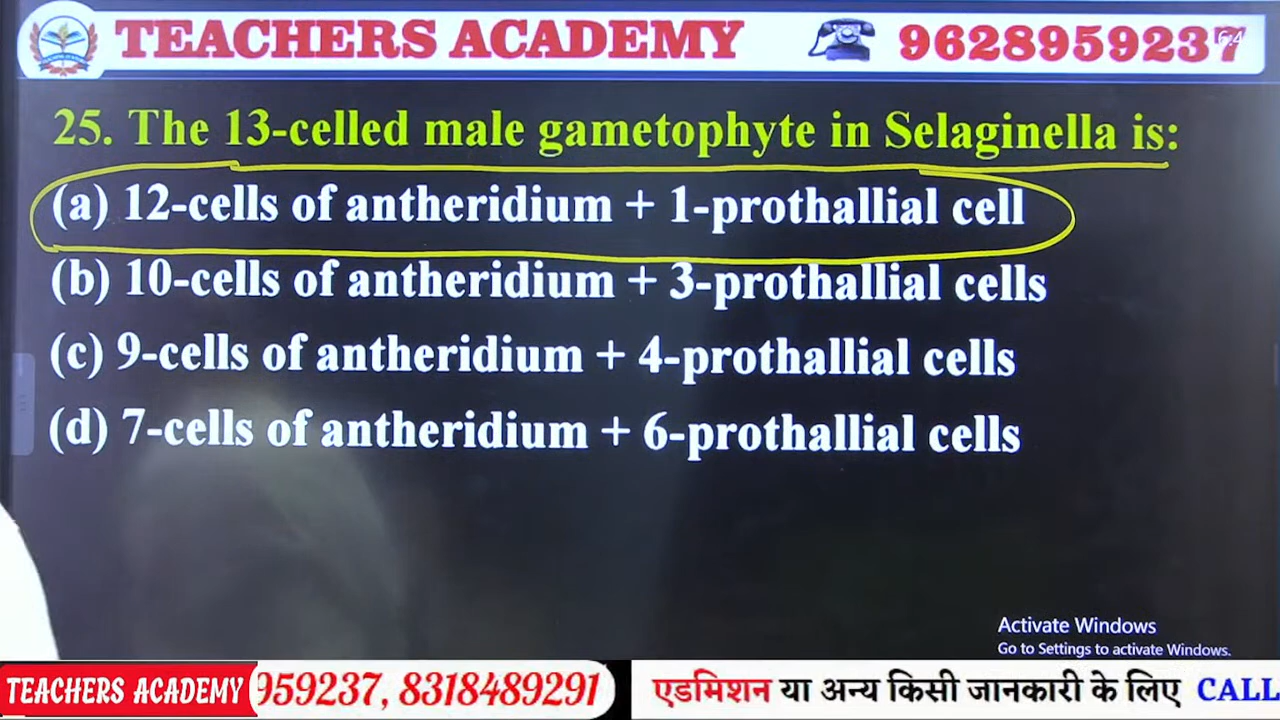 TEACHERS ACADEMY 9628959237
25. The 13-celled male gametophyte in Selaginella is:
(a) 12-cells of antheridium + 1-prothallial cell
(b) 10-cells of antheridium + 3-prothallial cells
(c) 9-cells of antheridium + 4-prothallial cells
(d) 7-cells of antheridium + 6-prothallial cells
Activate Windows
Go to Settings to activate Windows.
TEACHERS ACADEMY 959237, 8318489291 एडमिशन या अन्य किसी जानकारी के लिए CALL